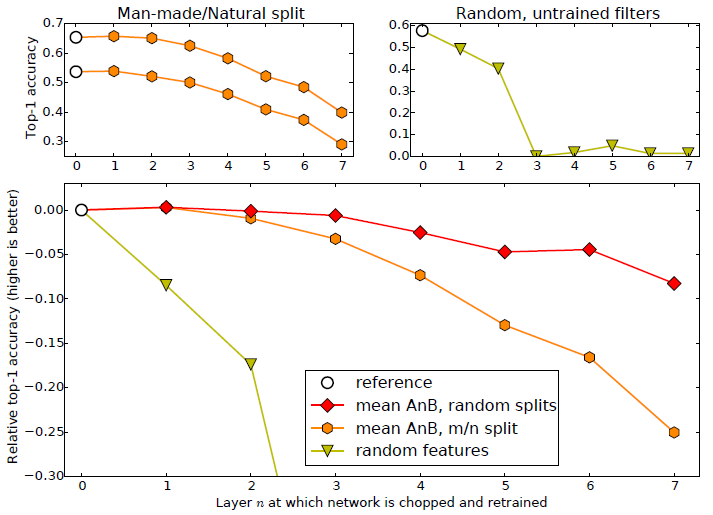 Man-made/Natural split
Random, untrained filters
Top-1 accuracy
0.7
0.6
0.5
0.4
0.3
0 1 2 3 4 5 6 7
0.6
0.5
0.4
0.3
0.2
0.1
0.0
0 1 2 3 4 5 6 7
Relative top-1 accuracy (higher is better)
0.00
−0.05
−0.10
−0.15
−0.20
−0.25
−0.30
reference
mean AnB, random splits
mean AnB, m/n split
random features
0 1 2 3 4 5 6 7
Layer n at which network is chopped and retrained